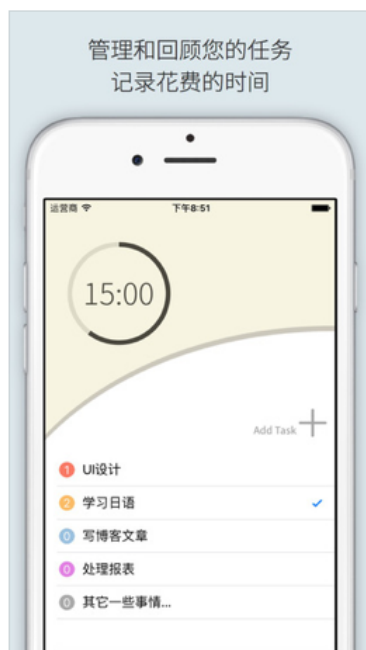 管理和回顾您的任务
记录花费的时间
运营商 下午8:51
15:00
Add Task
1 UI设计
2 学习日语
0 写博客文章
0 处理报表
0 其它一些事情...